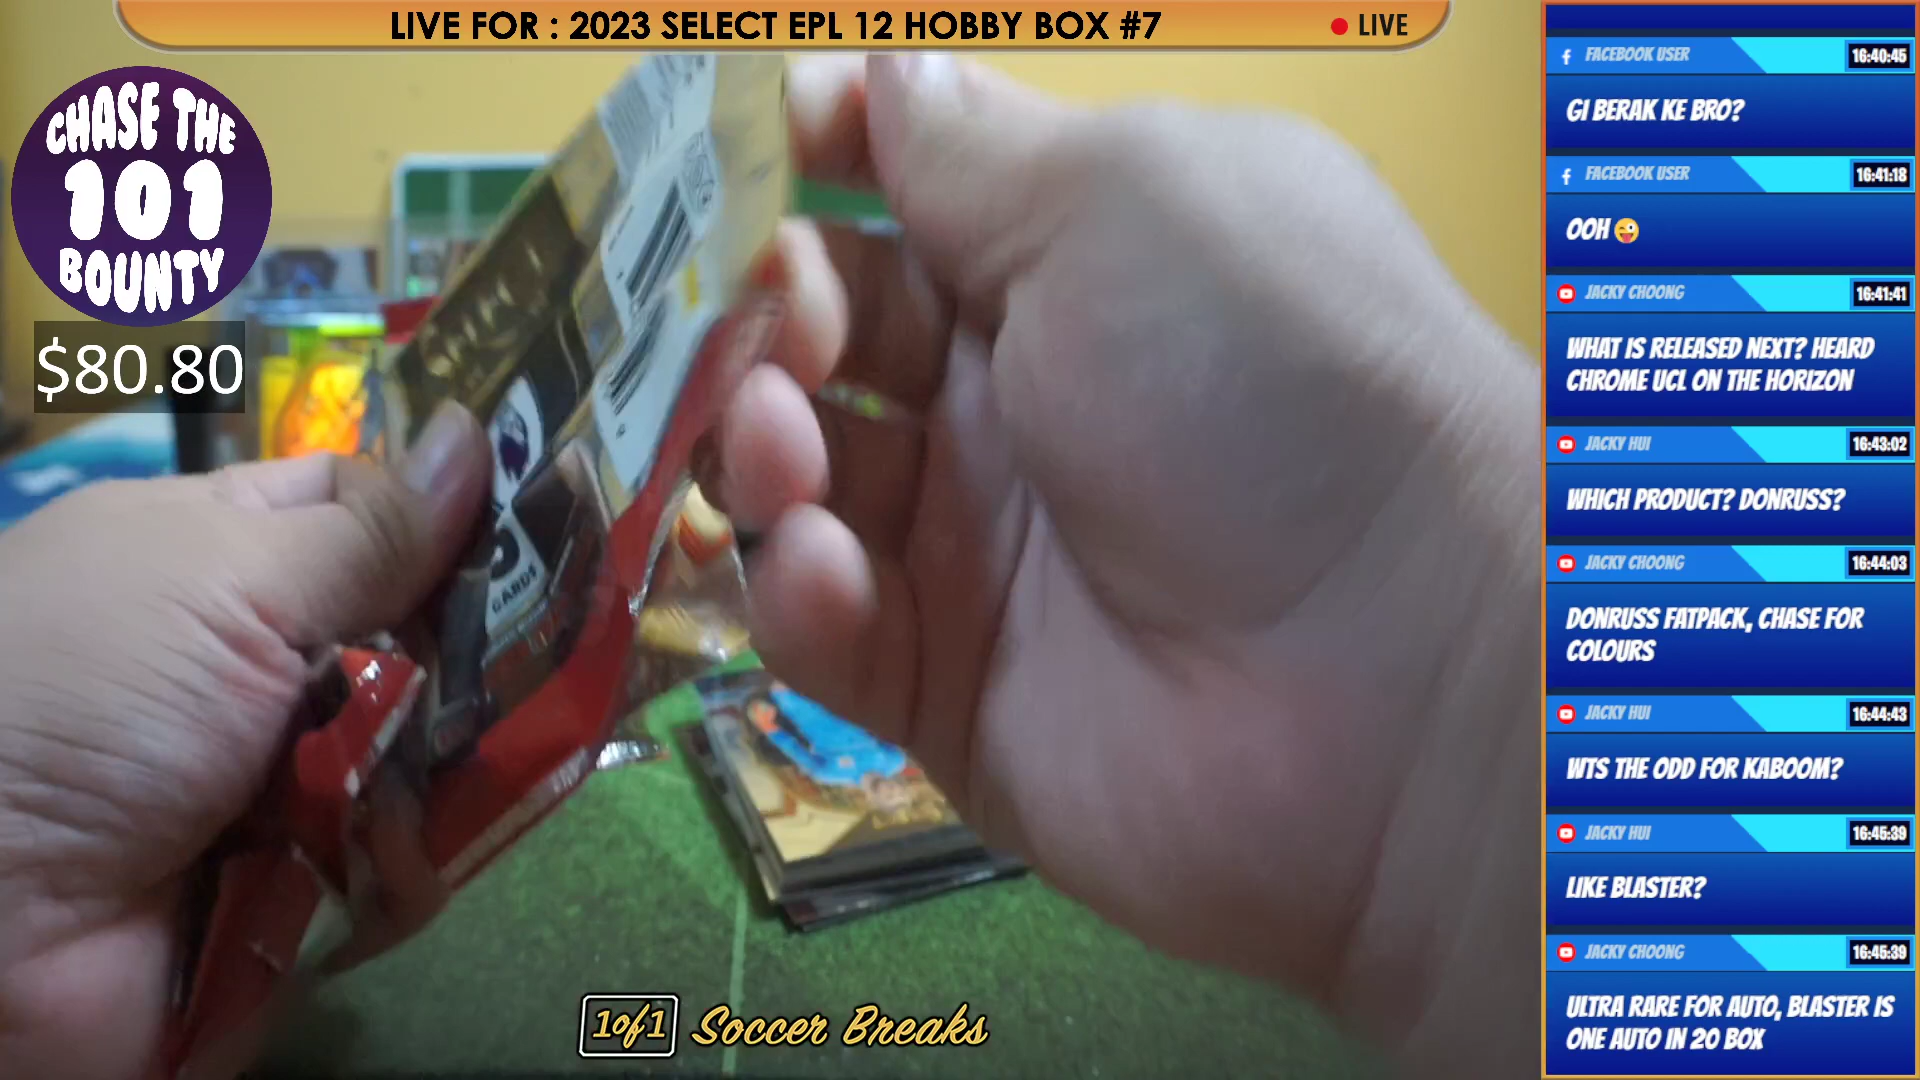 LIVE FOR : 2023 SELECT EPL 12 HOBBY BOX #7
LIVE
CHASE THE
101
BOUNTY
$80.80
CARDS
1of1 Soccer Breaks
FACEBOOK USER 16:40:45
GI BERAK KE BRO?
FACEBOOK USER 16:41:18
OOH 😜
JACKY CHOONG 16:41:41
WHAT IS RELEASED NEXT? HEARD
CHROME UCL ON THE HORIZON
JACKY HUI 16:43:02
WHICH PRODUCT? DONRUSS?
JACKY CHOONG 16:44:03
DONRUSS FATPACK, CHASE FOR
COLOURS
JACKY HUI 16:44:43
WTS THE ODD FOR KABOOM?
JACKY HUI 16:45:39
LIKE BLASTER?
JACKY CHOONG 16:45:39
ULTRA RARE FOR AUTO, BLASTER IS
ONE AUTO IN 20 BOX